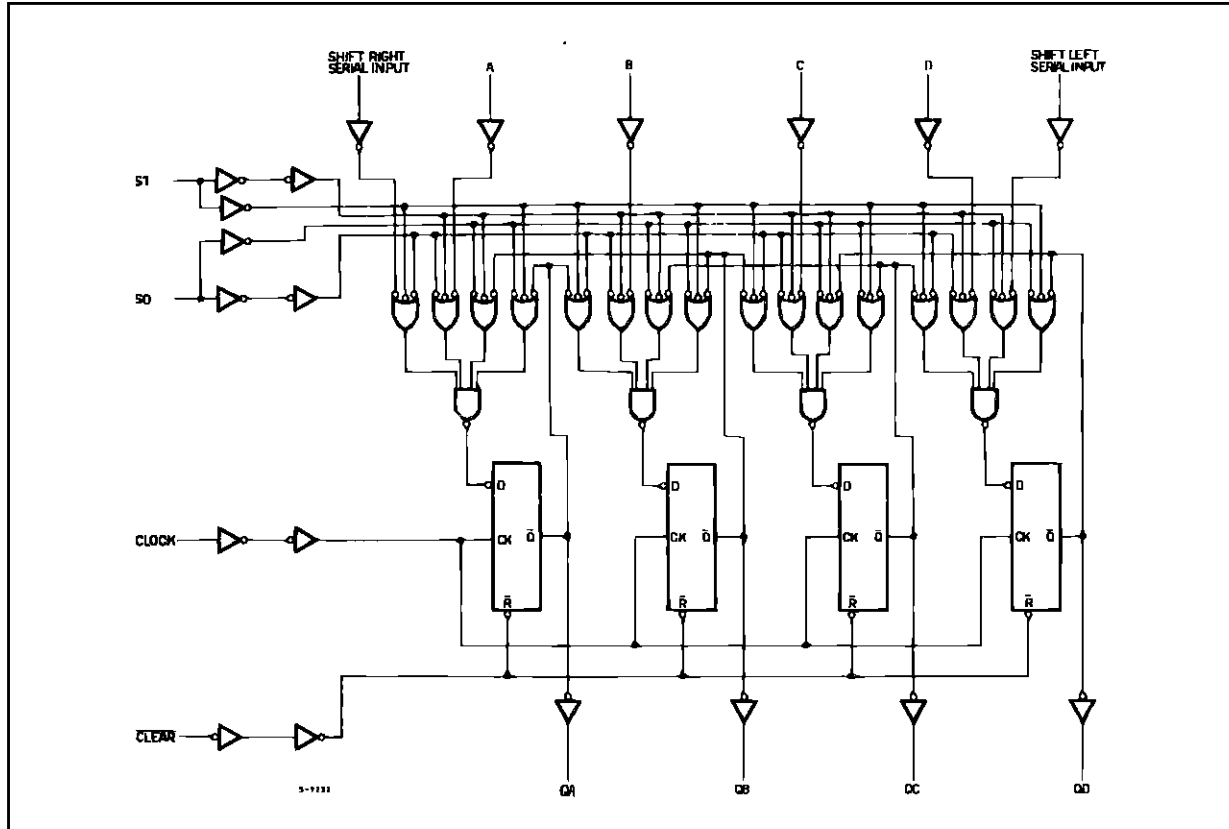 SHIFT RIGHT
SERIAL INPUT
A
B
C
D
SHIFT LEFT
SERIAL INPUT
S1
S0
D
CK
Q̅
R̅
D
CK
Q̅
R̅
D
CK
Q̅
R̅
D
CK
Q̅
R̅
CLOCK
C̅L̅E̅A̅R̅
QA
QB
QC
QD